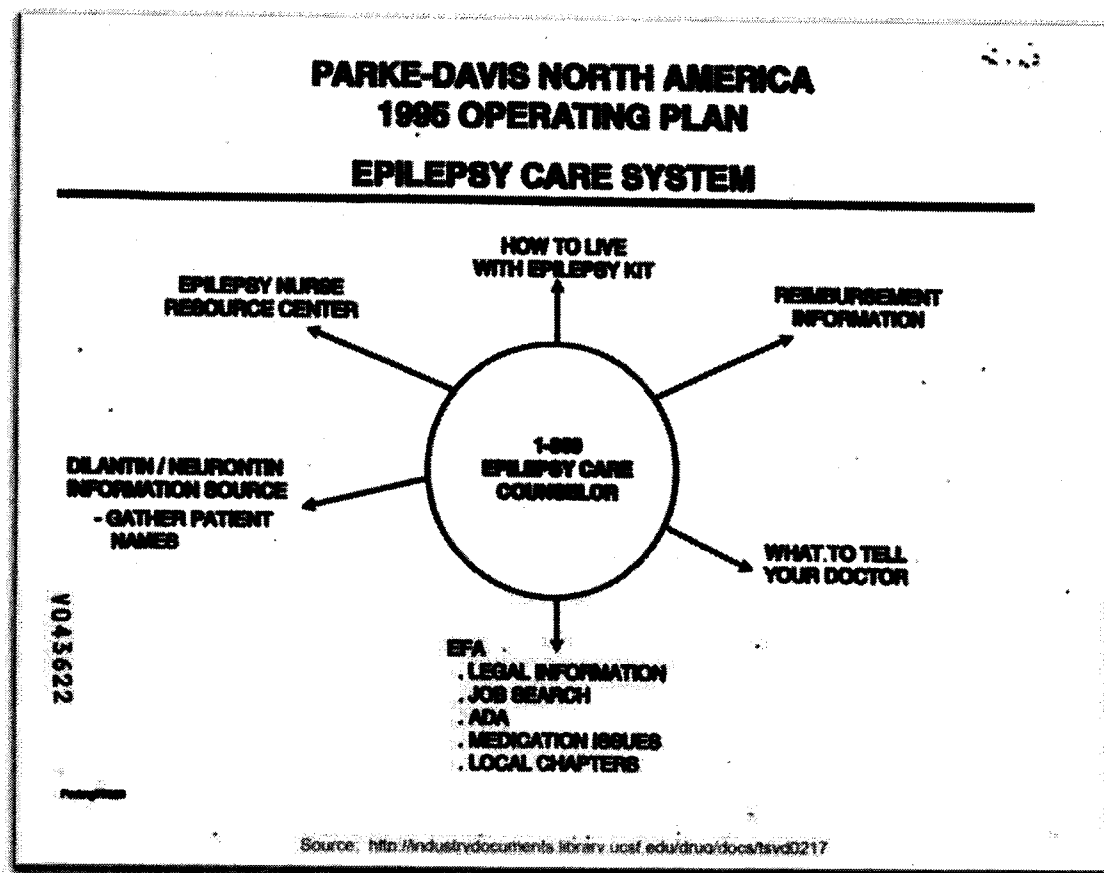 PARKE-DAVIS NORTH AMERICA
1995 OPERATING PLAN
EPILEPSY CARE SYSTEM
HOW TO LIVE
WITH EPILEPSY KIT
EPILEPSY NURSE
RESOURCE CENTER
REIMBURSEMENT
INFORMATION
1-800
EPILEPSY CARE
COUNSELOR
DILANTIN / NEURONTIN
INFORMATION SOURCE
- GATHER PATIENT
NAMES
WHAT TO TELL
YOUR DOCTOR
EFA
. LEGAL INFORMATION
. JOB SEARCH
. ADA
. MEDICATION ISSUES
. LOCAL CHAPTERS
V043622
Source: http://industrydocuments.library.ucsf.edu/drug/docs/tsvd0217